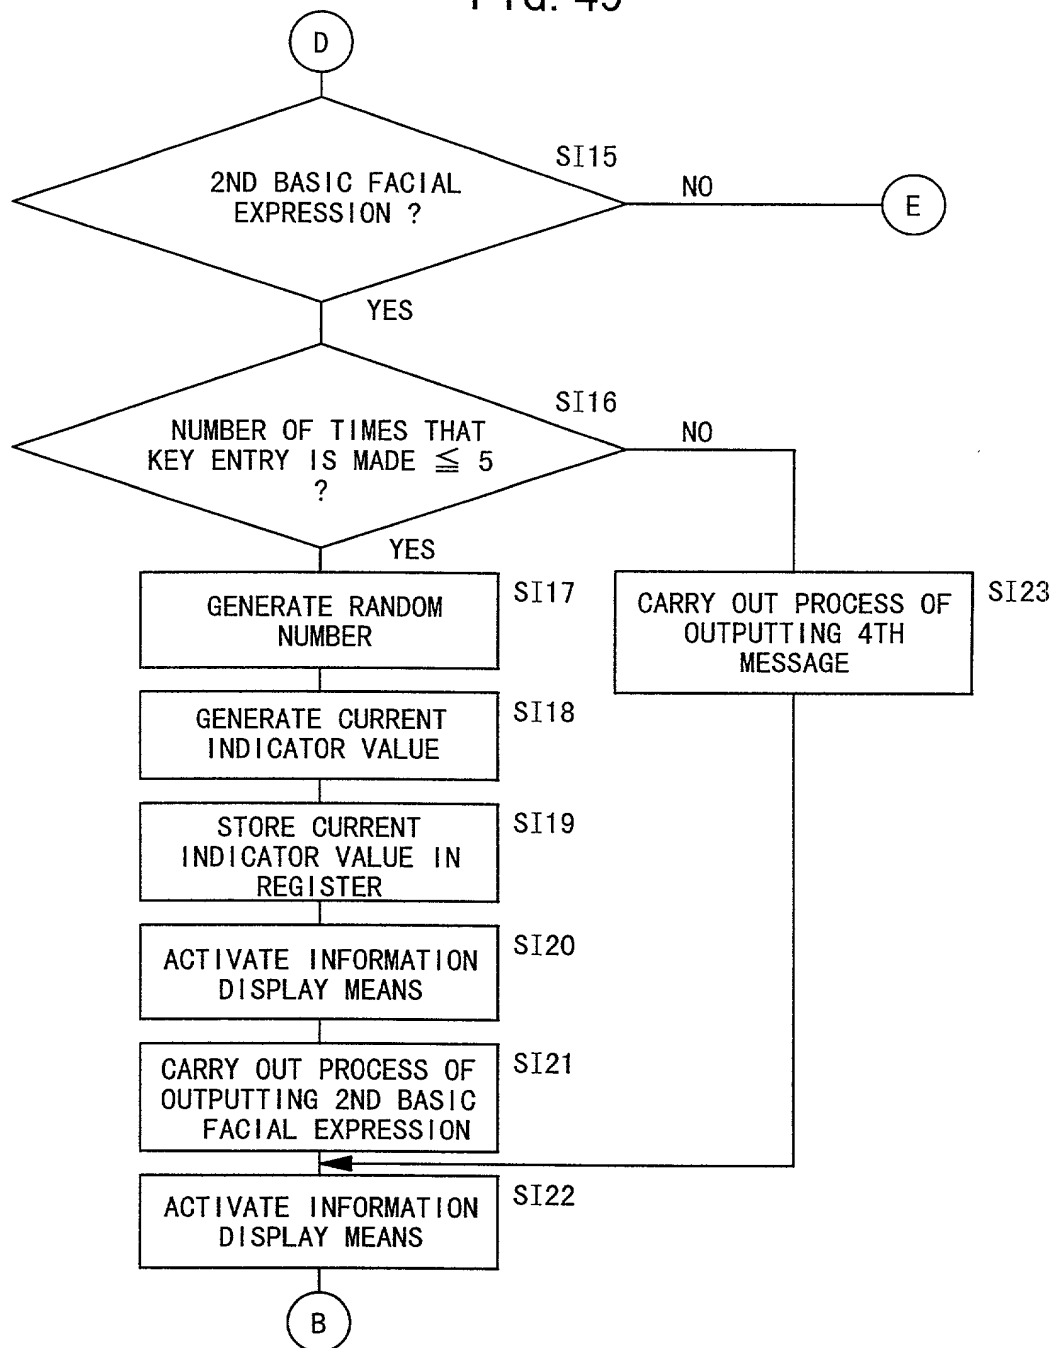 FIG. 49
D
SI15
2ND BASIC FACIAL
EXPRESSION ?
NO
E
YES
SI16
NUMBER OF TIMES THAT
KEY ENTRY IS MADE ≦ 5
?
NO
YES
SI17
GENERATE RANDOM
NUMBER
SI23
CARRY OUT PROCESS OF
OUTPUTTING 4TH
MESSAGE
SI18
GENERATE CURRENT
INDICATOR VALUE
SI19
STORE CURRENT
INDICATOR VALUE IN
REGISTER
SI20
ACTIVATE INFORMATION
DISPLAY MEANS
SI21
CARRY OUT PROCESS OF
OUTPUTTING 2ND BASIC
FACIAL EXPRESSION
SI22
ACTIVATE INFORMATION
DISPLAY MEANS
B